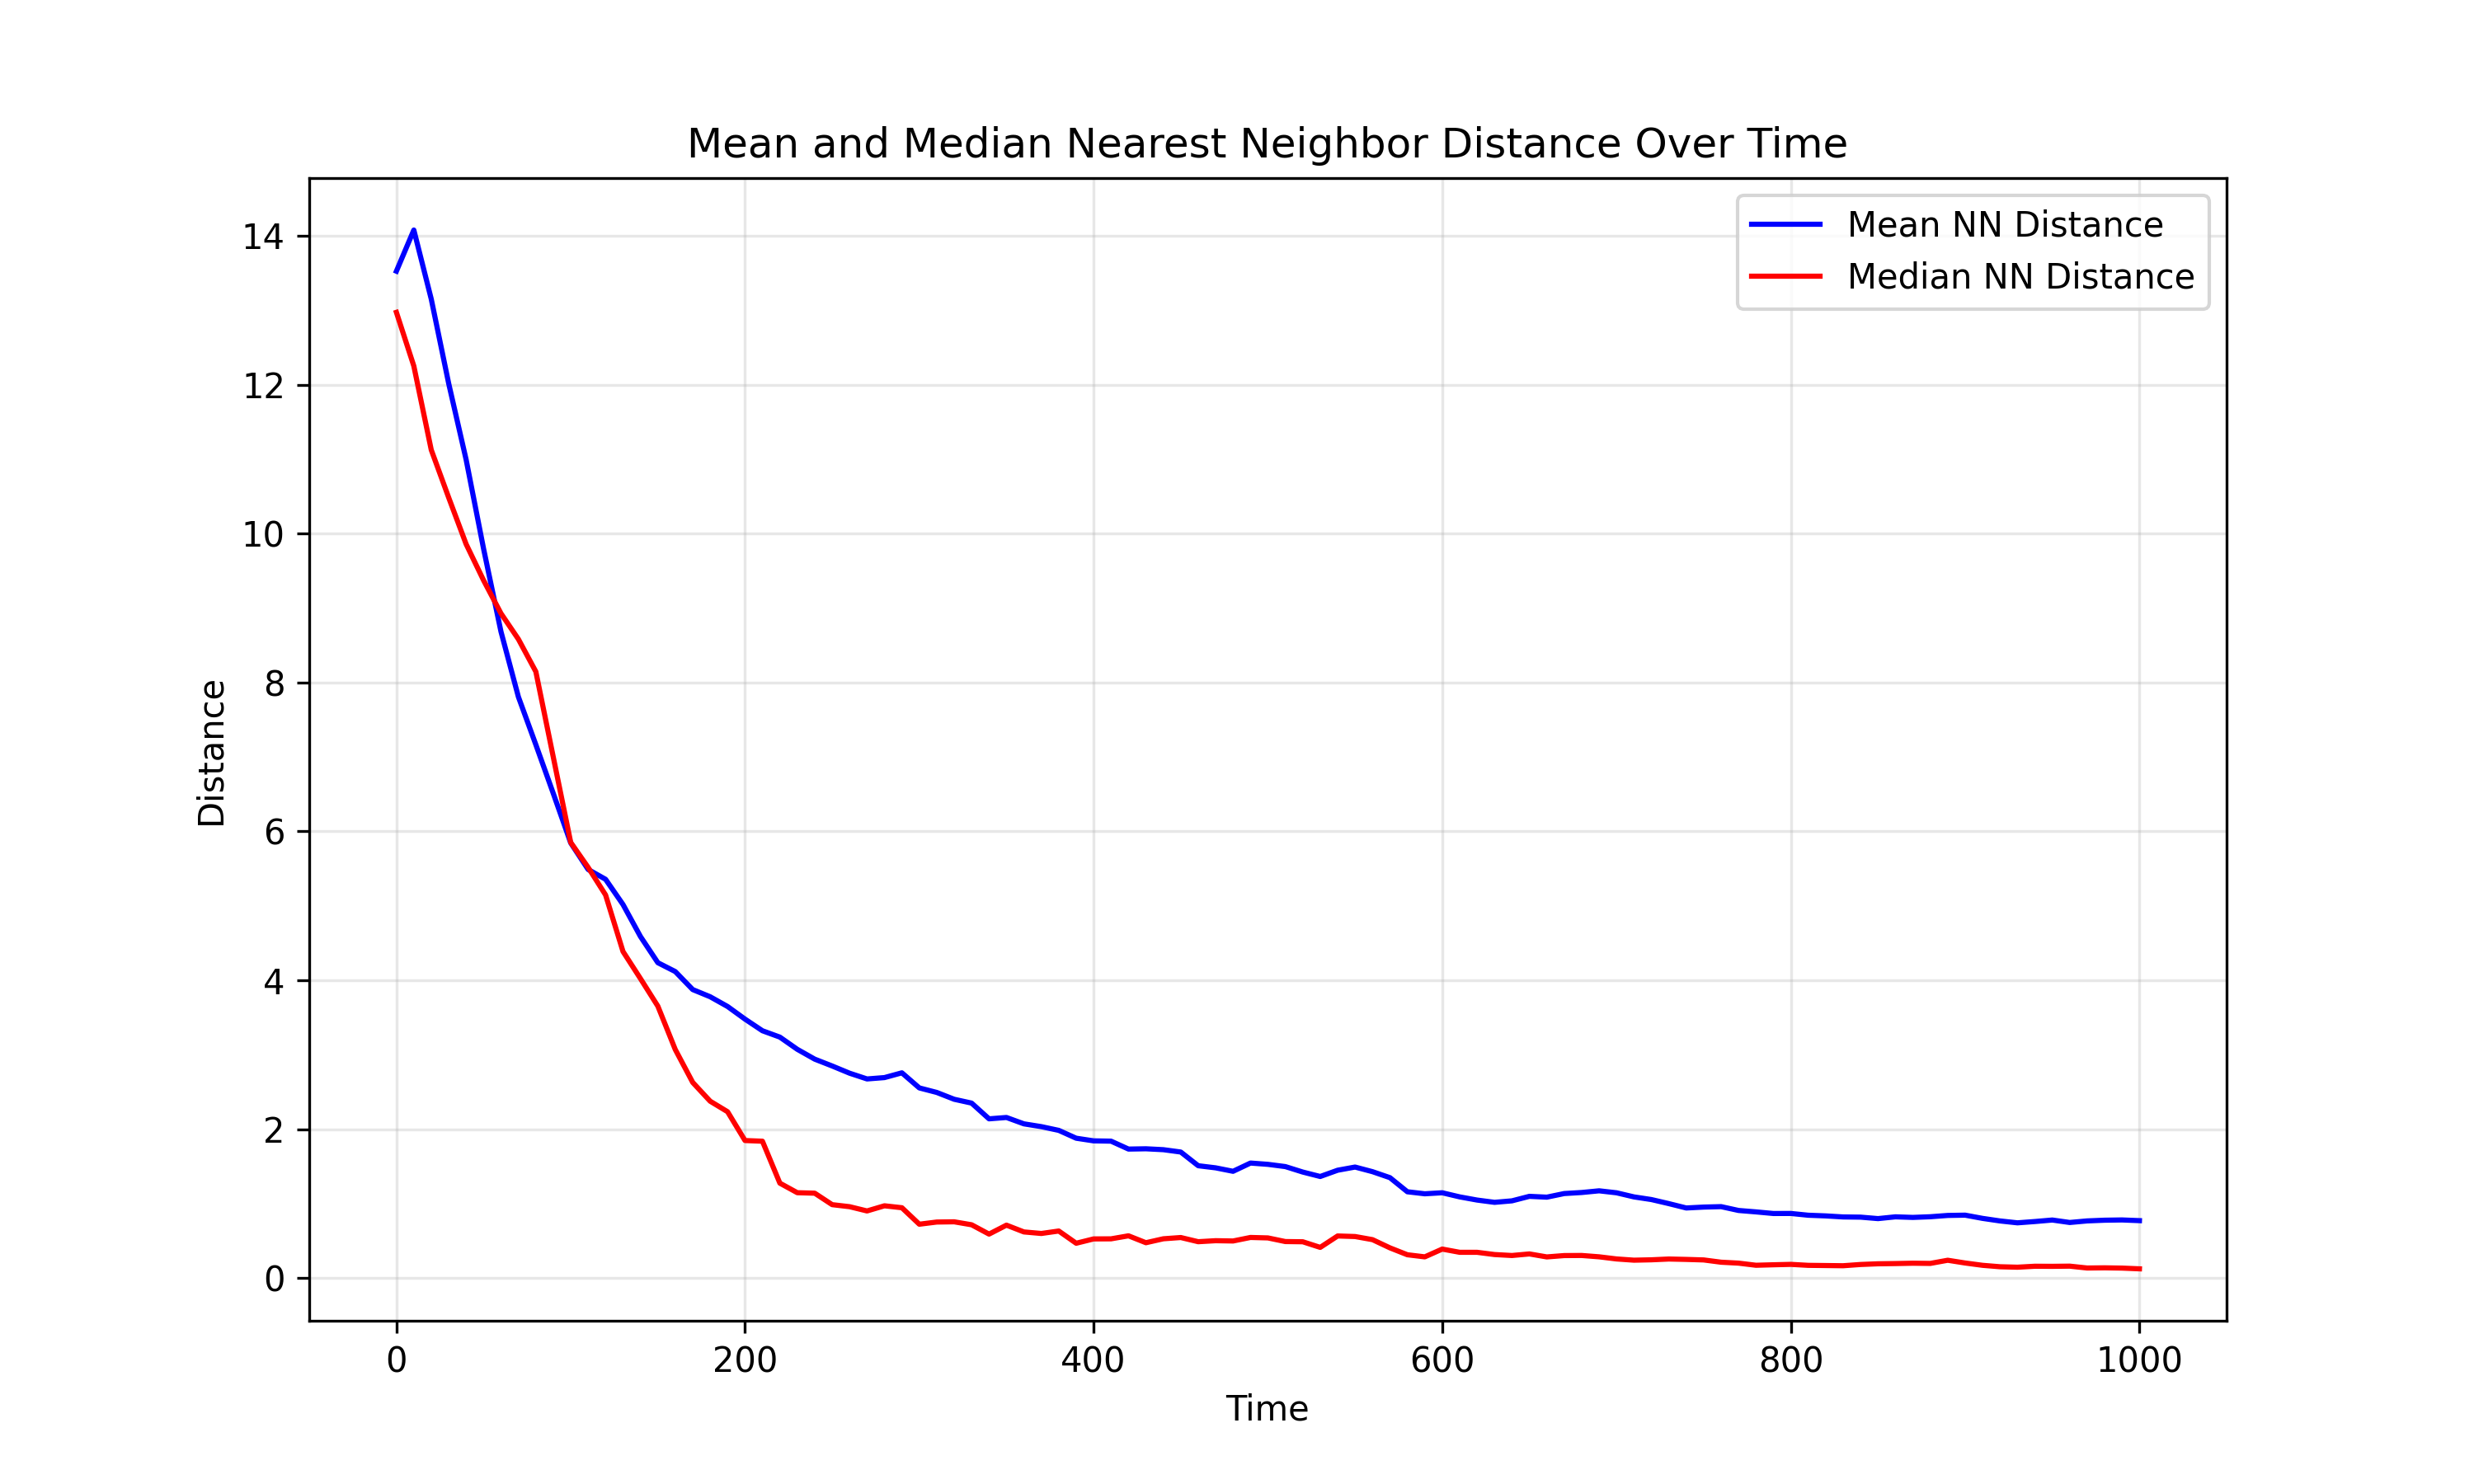 Mean and Median Nearest Neighbor Distance Over Time
Mean NN Distance
Median NN Distance
14
12
10
8
6
4
2
0
Distance
0 200 400 600 800 1000
Time